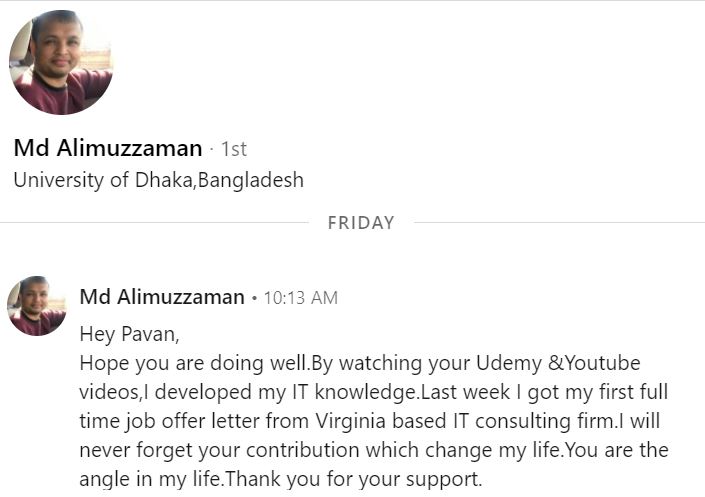 Md Alimuzzaman · 1st
University of Dhaka,Bangladesh
FRIDAY
Md Alimuzzaman • 10:13 AM
Hey Pavan,
Hope you are doing well.By watching your Udemy &Youtube
videos,I developed my IT knowledge.Last week I got my first full
time job offer letter from Virginia based IT consulting firm.I will
never forget your contribution which change my life.You are the
angle in my life.Thank you for your support.